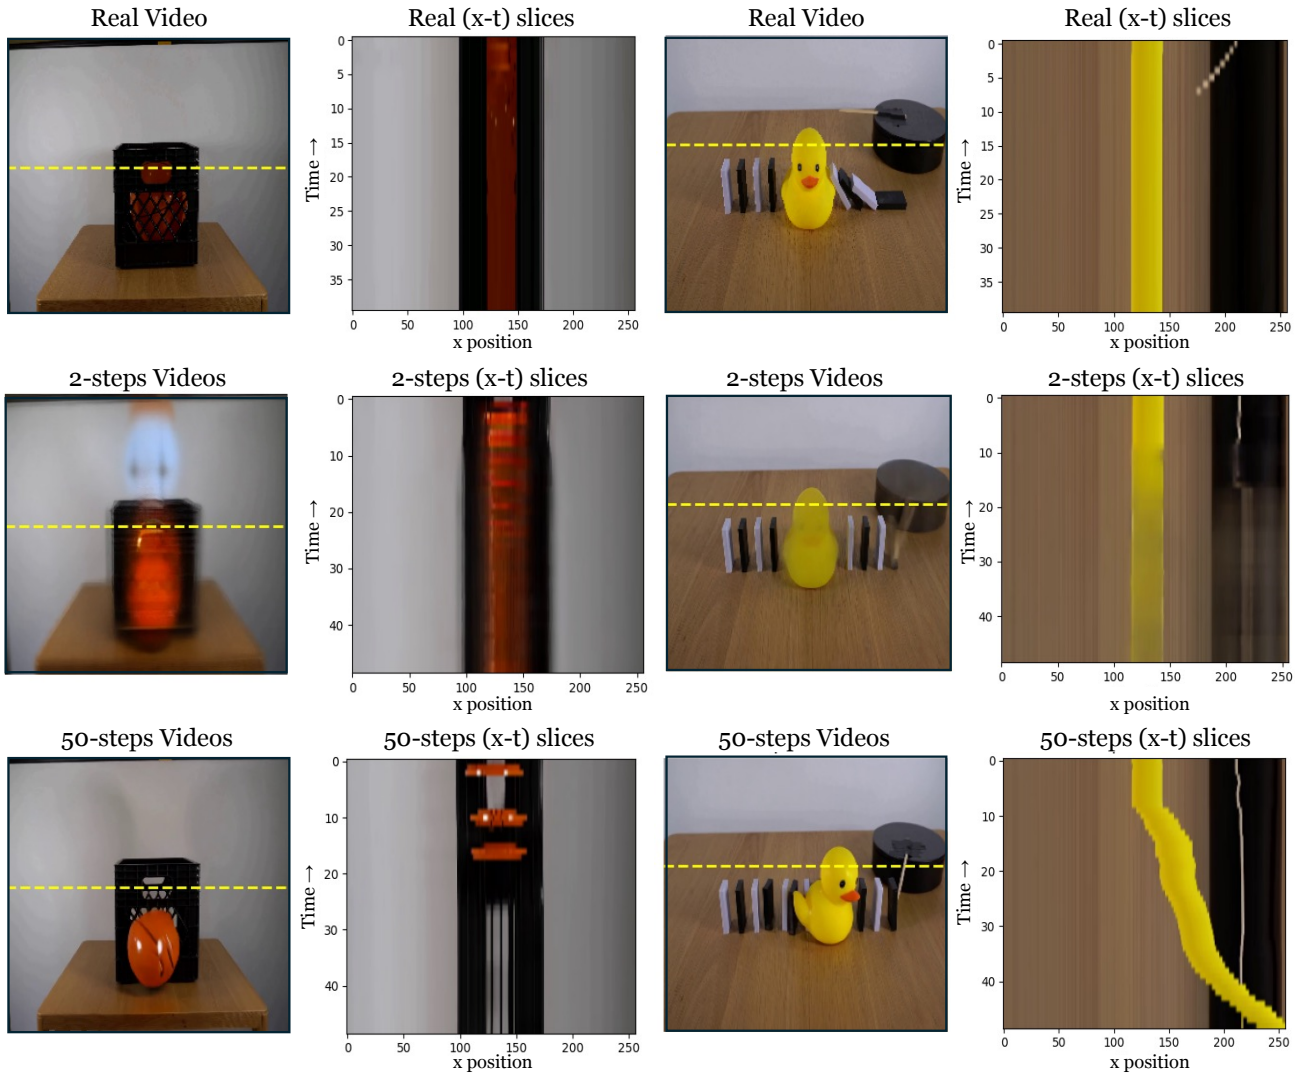 Real Video
Real (x-t) slices
Real Video
Real (x-t) slices
0
5
10
15
20
25
30
35
Time →
0 50 100 150 200 250
x position
0
5
10
15
20
25
30
35
Time →
0 50 100 150 200 250
x position
2-steps Videos
2-steps (x-t) slices
2-steps Videos
2-steps (x-t) slices
0
10
20
30
40
Time →
0 50 100 150 200 250
x position
0
10
20
30
40
Time →
0 50 100 150 200 250
x position
50-steps Videos
50-steps (x-t) slices
50-steps Videos
50-steps (x-t) slices
0
10
20
30
40
Time →
0 50 100 150 200 250
x position
0
10
20
30
40
Time →
0 50 100 150 200 250
x position